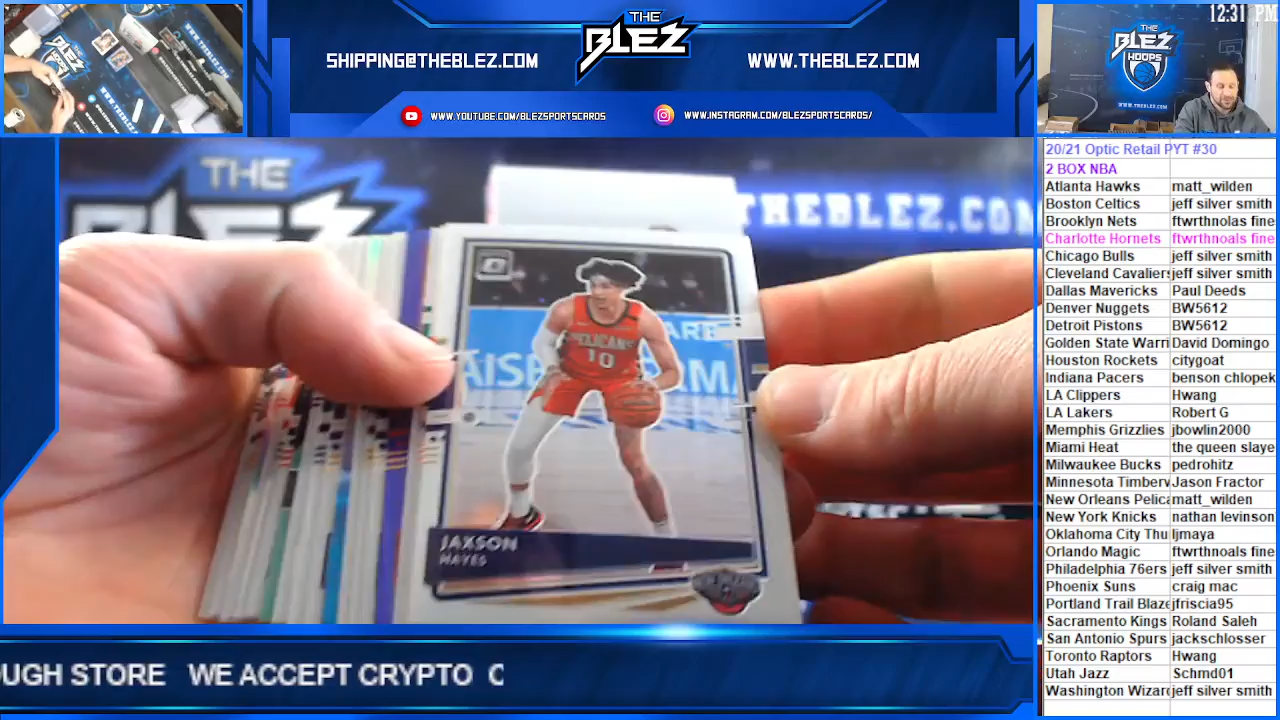 12:31 PM
THE
BLEZ
SHIPPING@THEBLEZ.COM
WWW.THEBLEZ.COM
WWW.YOUTUBE.COM/BLEZSPORTSCARDS
WWW.INSTAGRAM.COM/BLEZSPORTSCARDS/
BLEZ
HOOPS
WWW.THEBLEZ.COM
THE
BLEZ
THEBLEZ.CO
PELICANS
10
JAXSON
HAYES
20/21 Optic Retail PYT #30
2 BOX NBA
Atlanta Hawks matt_wilden
Boston Celtics jeff silver smith
Brooklyn Nets ftwrthnolas fine
Charlotte Hornets ftwrthnoals fine
Chicago Bulls jeff silver smith
Cleveland Cavaliers jeff silver smith
Dallas Mavericks Paul Deeds
Denver Nuggets BW5612
Detroit Pistons BW5612
Golden State Warri David Domingo
Houston Rockets citygoat
Indiana Pacers benson chlopek
LA Clippers Hwang
LA Lakers Robert G
Memphis Grizzlies jbowlin2000
Miami Heat the queen slaye
Milwaukee Bucks pedrohitz
Minnesota Timberv Jason Fractor
New Orleans Pelica matt_wilden
New York Knicks nathan levinson
Oklahoma City Thu ljmaya
Orlando Magic ftwrthnoals fine
Philadelphia 76ers jeff silver smith
Phoenix Suns craig mac
Portland Trail Blaze jfriscia95
Sacramento Kings Roland Saleh
San Antonio Spurs jackschlosser
Toronto Raptors Hwang
Utah Jazz Schmd01
Washington Wizard jeff silver smith
OUGH STORE WE ACCEPT CRYPTO C